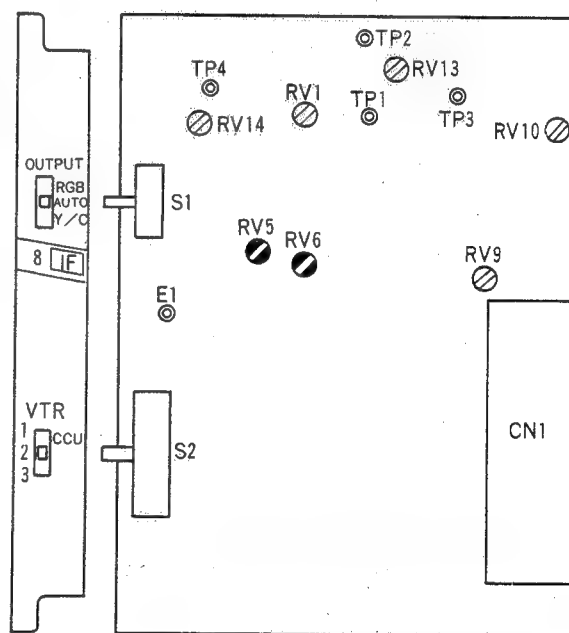 TP2
TP4
RV13
RV1
TP1
TP3
RV14
RV10
OUTPUT
RGB
AUTO
Y/C
S1
8 IF
RV5
RV6
RV9
E1
VTR
1
CCU
2
3
S2
CN1